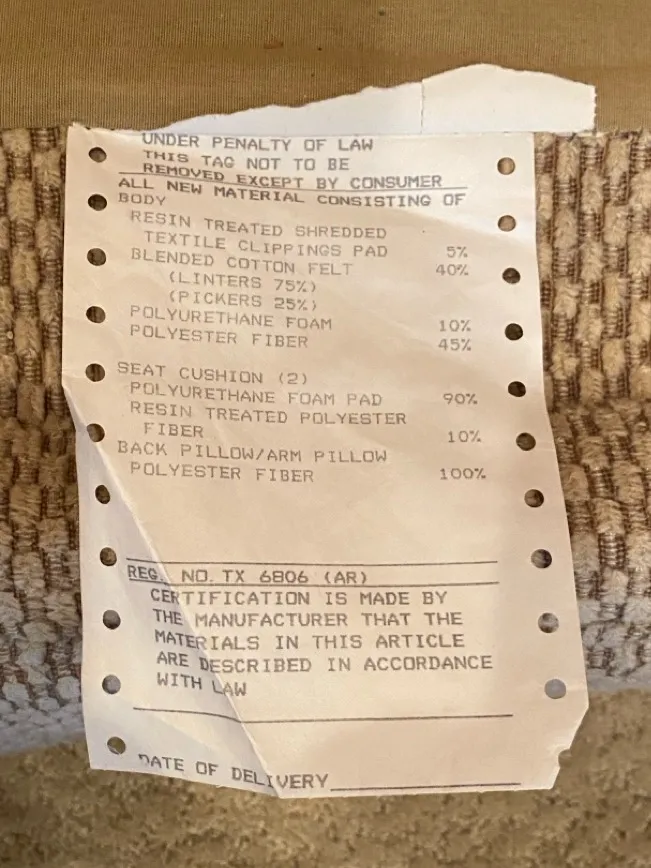 UNDER PENALTY OF LAW
THIS TAG NOT TO BE
REMOVED EXCEPT BY CONSUMER
ALL NEW MATERIAL CONSISTING OF
BODY
RESIN TREATED SHREDDED
TEXTILE CLIPPINGS PAD 5%
BLENDED COTTON FELT 40%
(LINTERS 75%)
(PICKERS 25%)
POLYURETHANE FOAM 10%
POLYESTER FIBER 45%
SEAT CUSHION (2)
POLYURETHANE FOAM PAD 90%
RESIN TREATED POLYESTER
FIBER 10%
BACK PILLOW/ARM PILLOW
POLYESTER FIBER 100%
REG. NO. TX 6806 (AR)
CERTIFICATION IS MADE BY
THE MANUFACTURER THAT THE
MATERIALS IN THIS ARTICLE
ARE DESCRIBED IN ACCORDANCE
WITH LAW
DATE OF DELIVERY